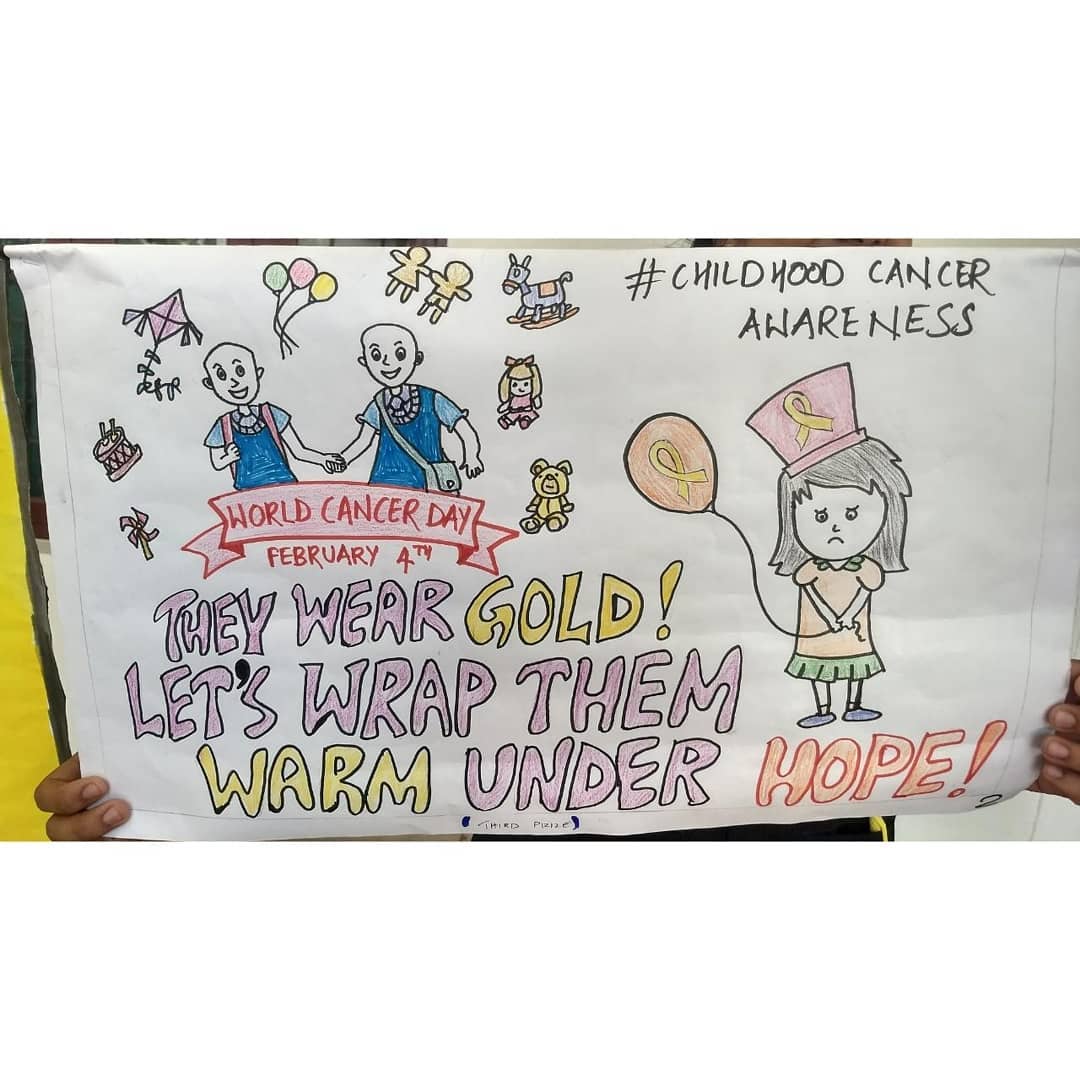 #CHILDHOOD CANCER
AWARENESS
WORLD CANCER DAY
FEBRUARY 4TH
THEY WEAR GOLD!
LET'S WRAP THEM
WARM UNDER HOPE!
(THIRD PRIZE)